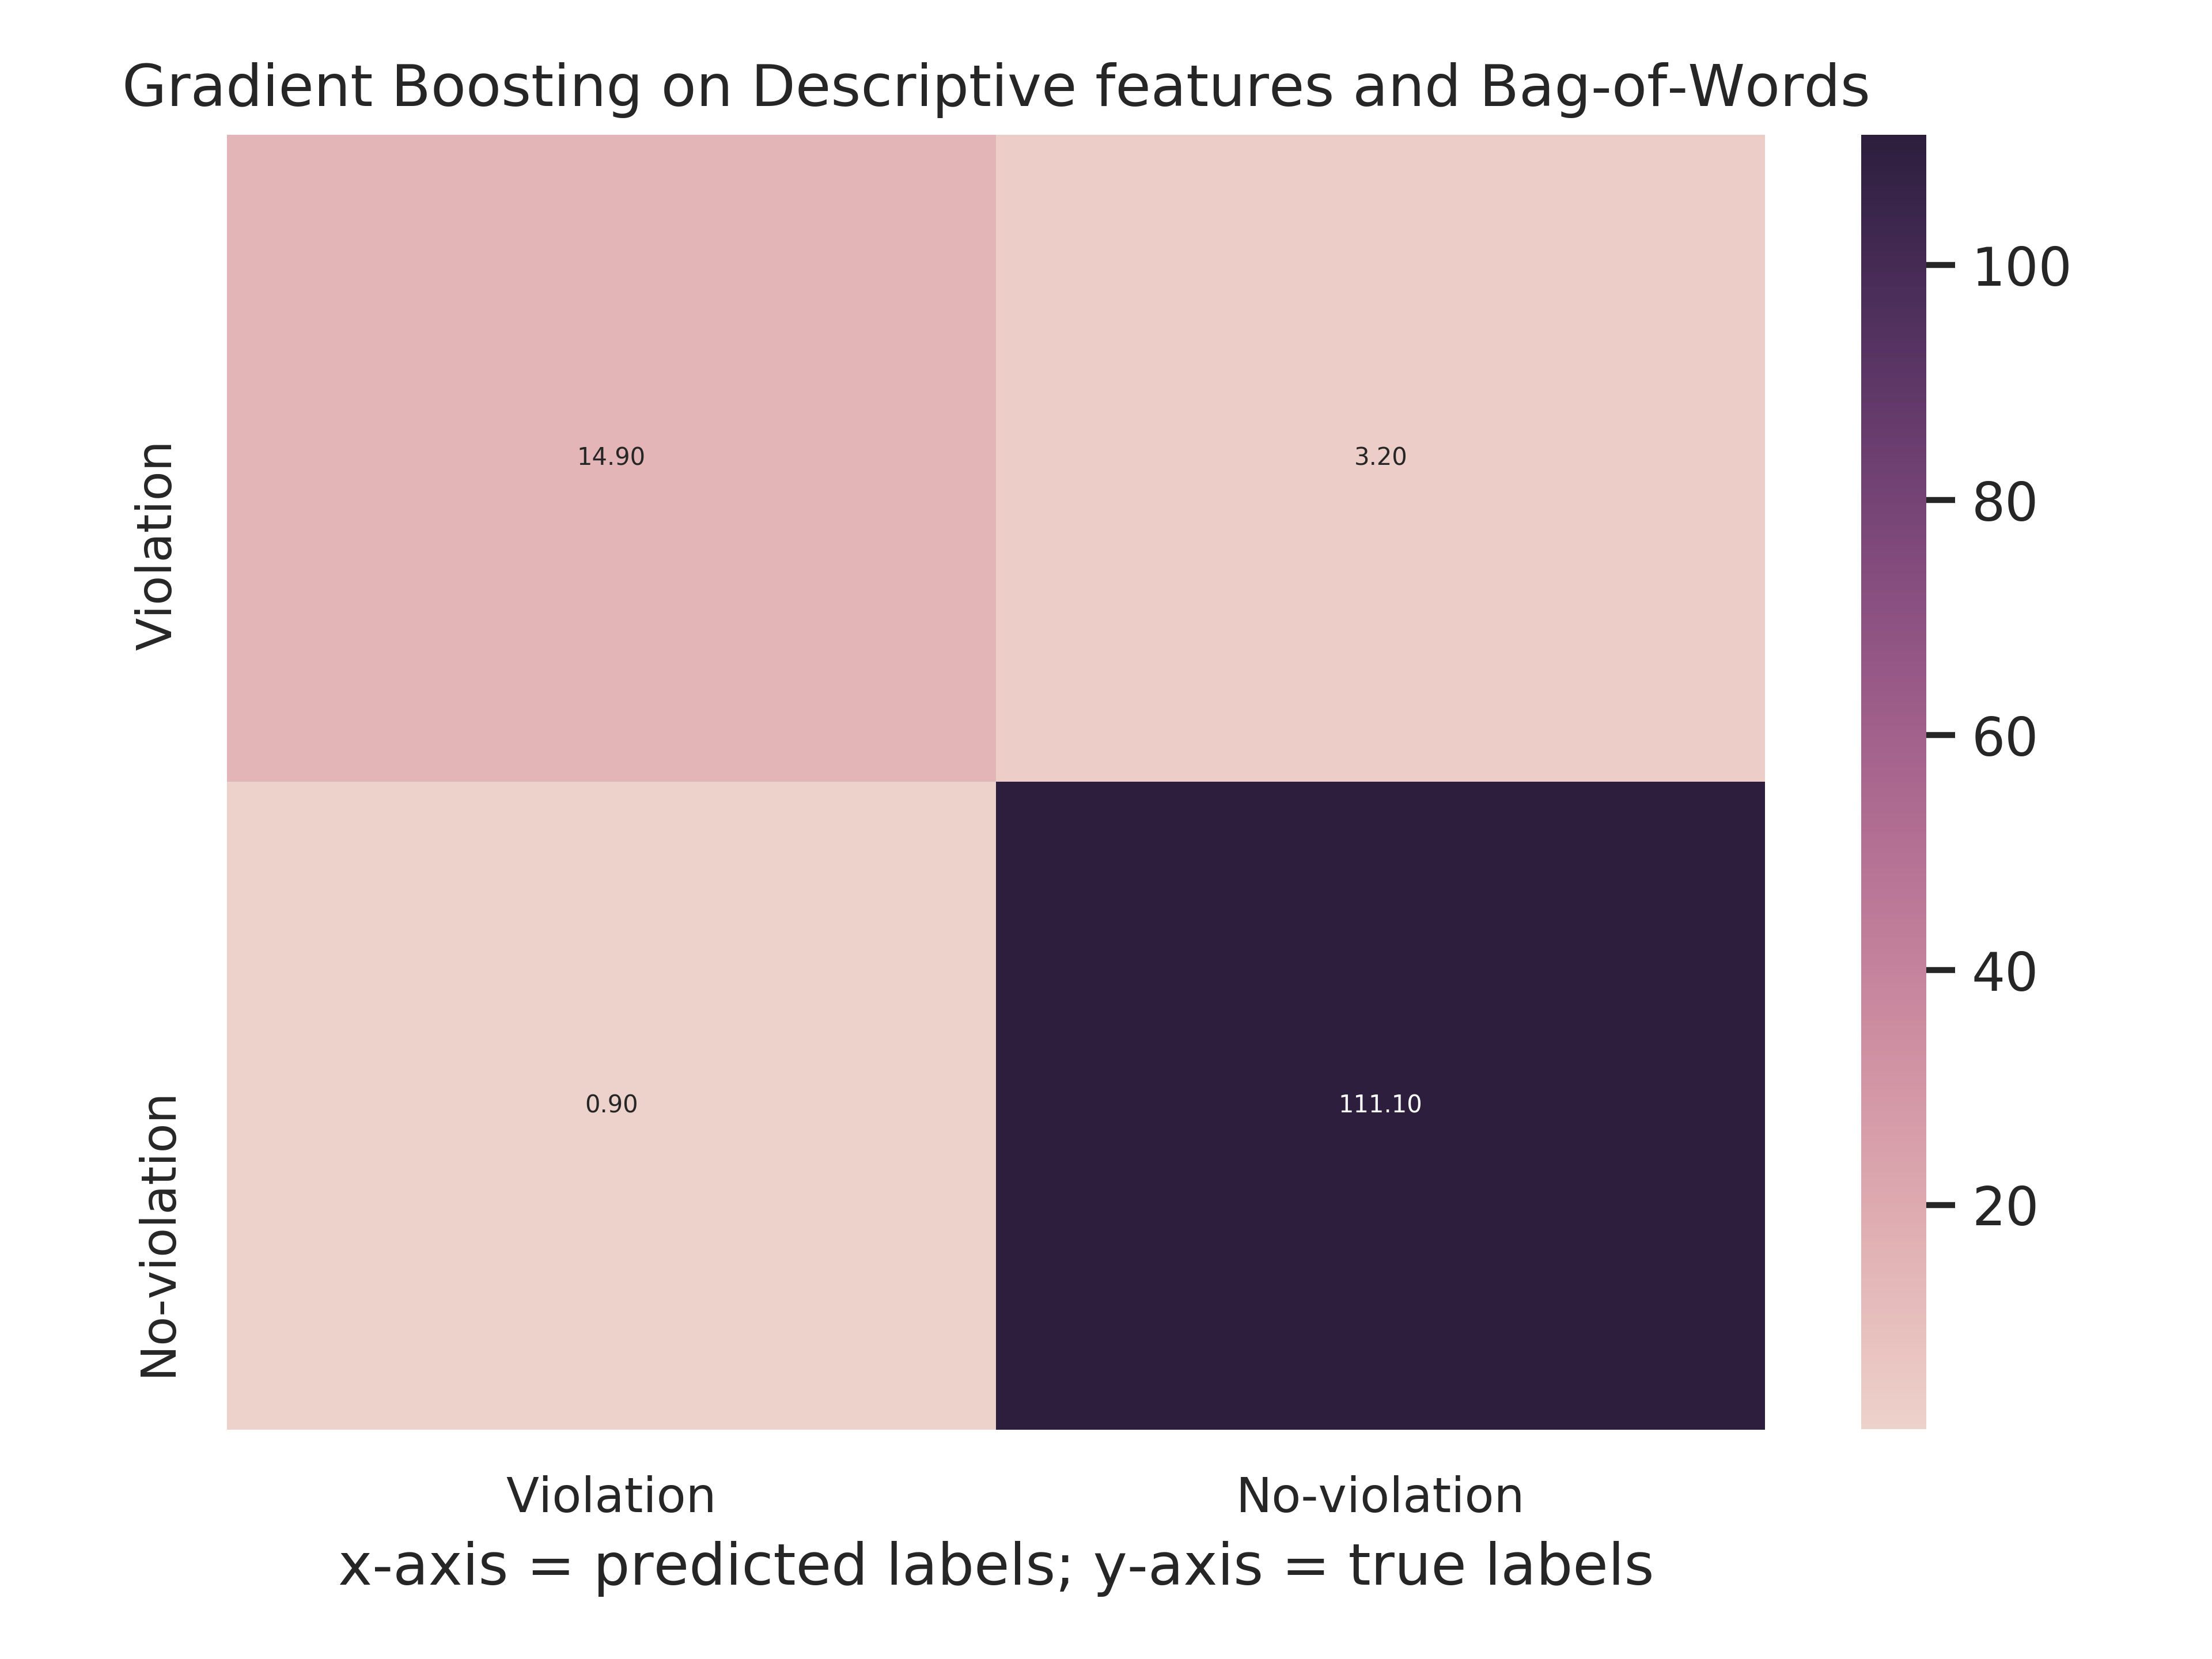 Gradient Boosting on Descriptive features and Bag-of-Words
Violation
14.90
3.20
100
80
60
40
20
No-violation
0.90
111.10
Violation
No-violation
x-axis = predicted labels; y-axis = true labels